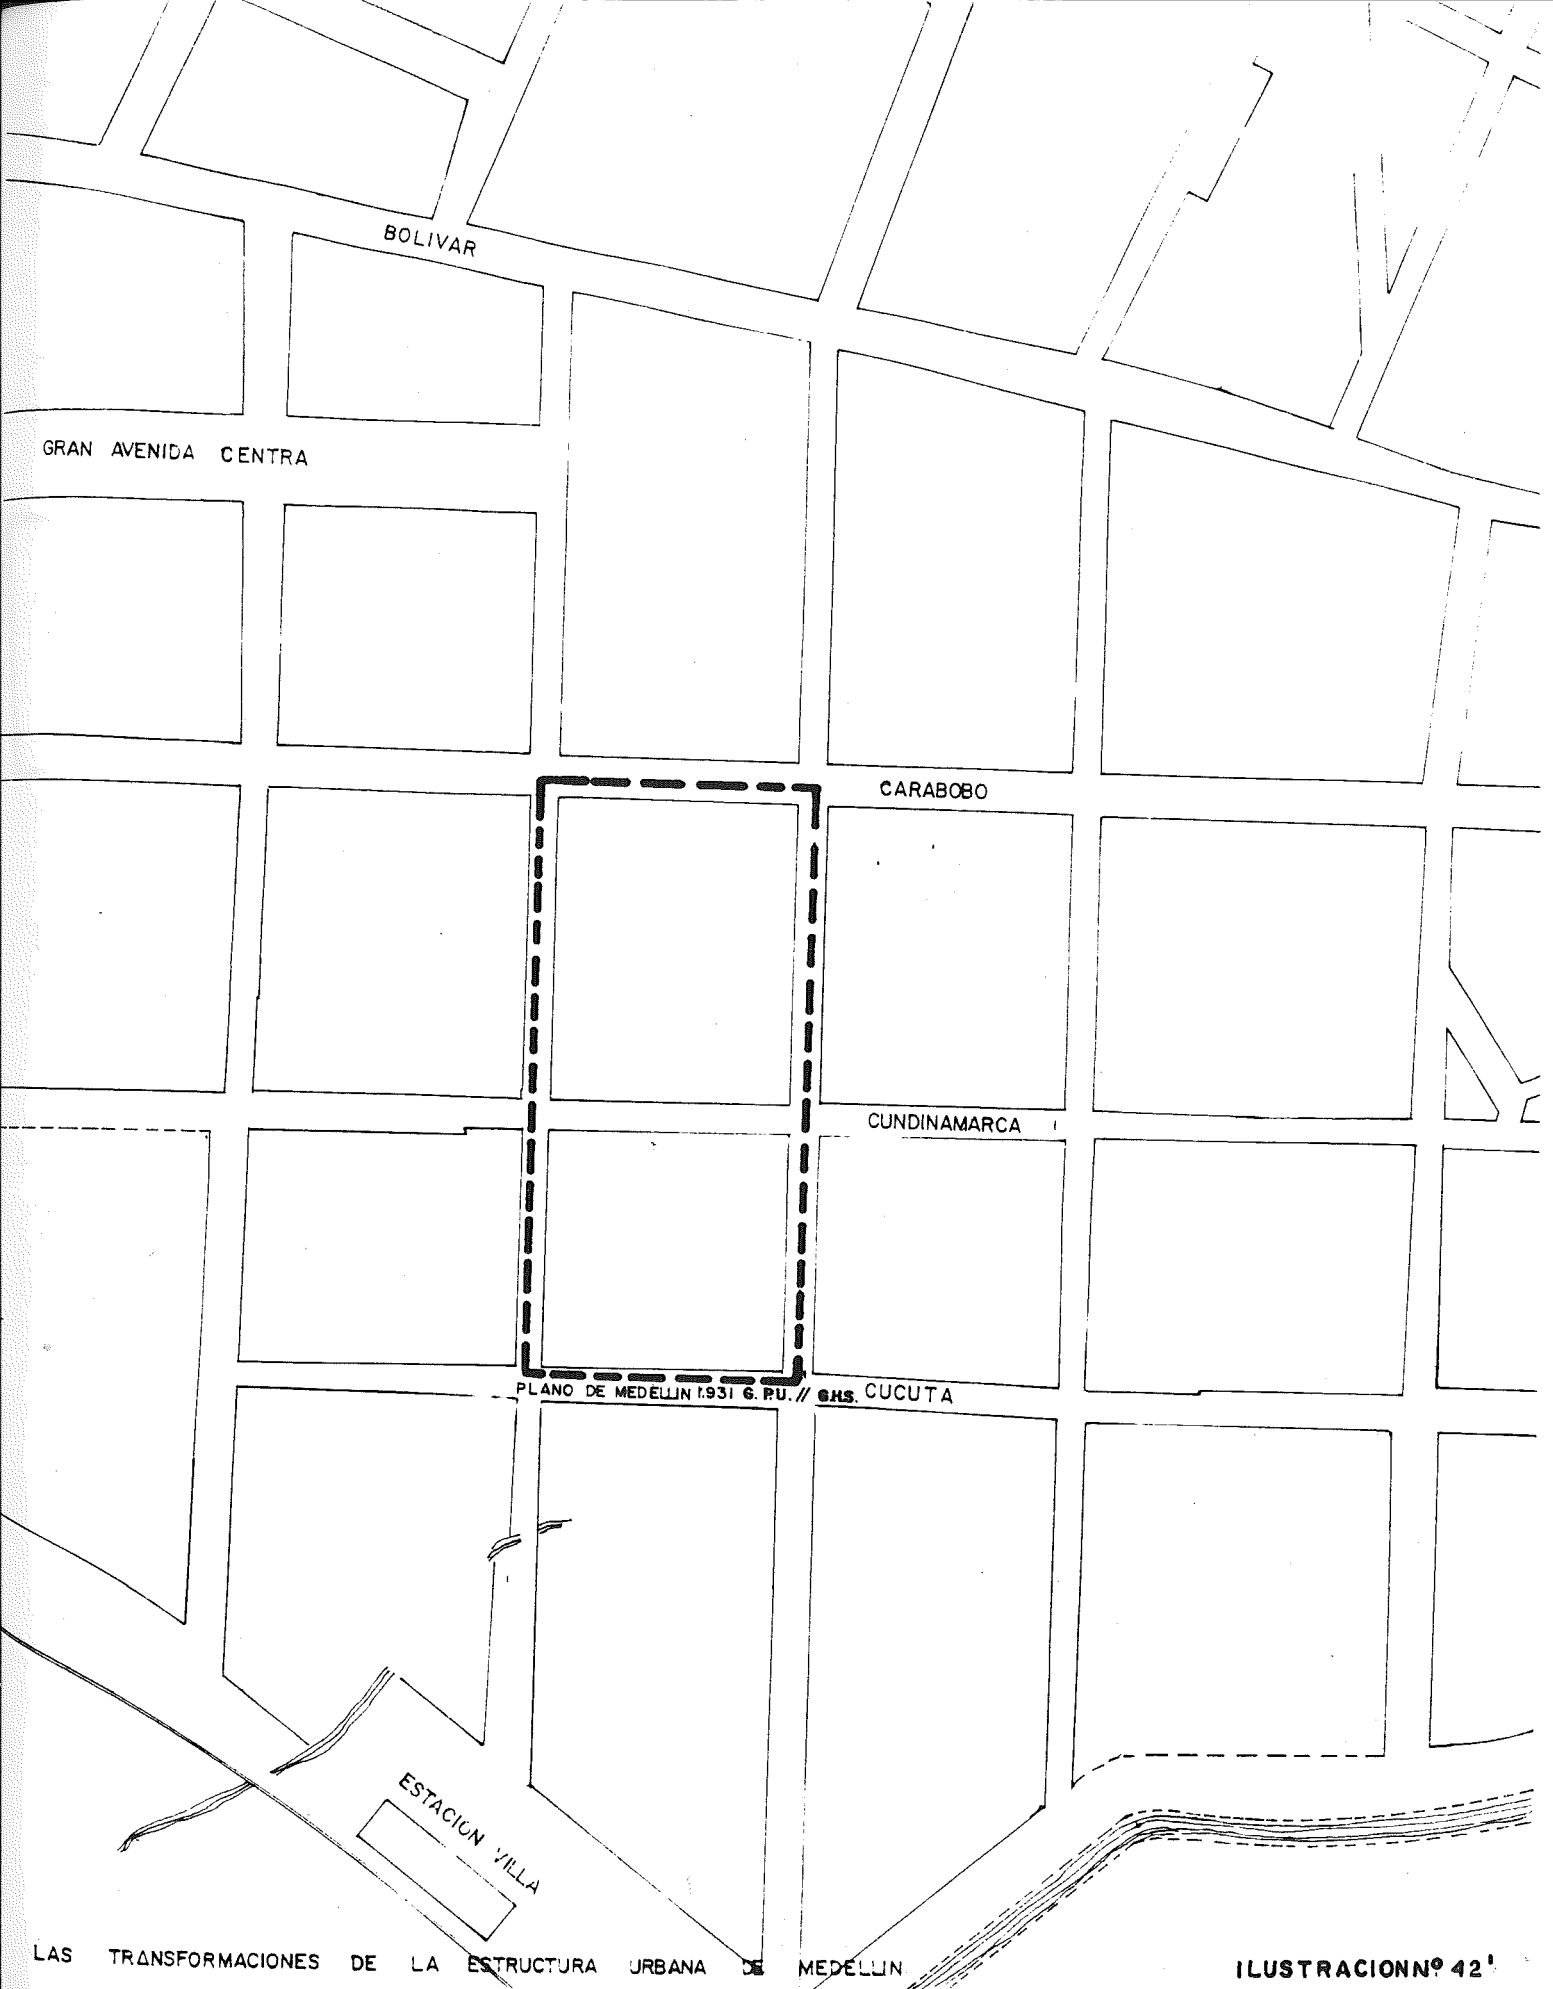 BOLIVAR
GRAN AVENIDA CENTRA
CARABOBO
CUNDINAMARCA
PLANO DE MEDELLIN 1.931 G. P.U. // G.H.S. CUCUTA
ESTACION VILLA
LAS TRANSFORMACIONES DE LA ESTRUCTURA URBANA DE MEDELLIN
ILUSTRACION Nº 42'